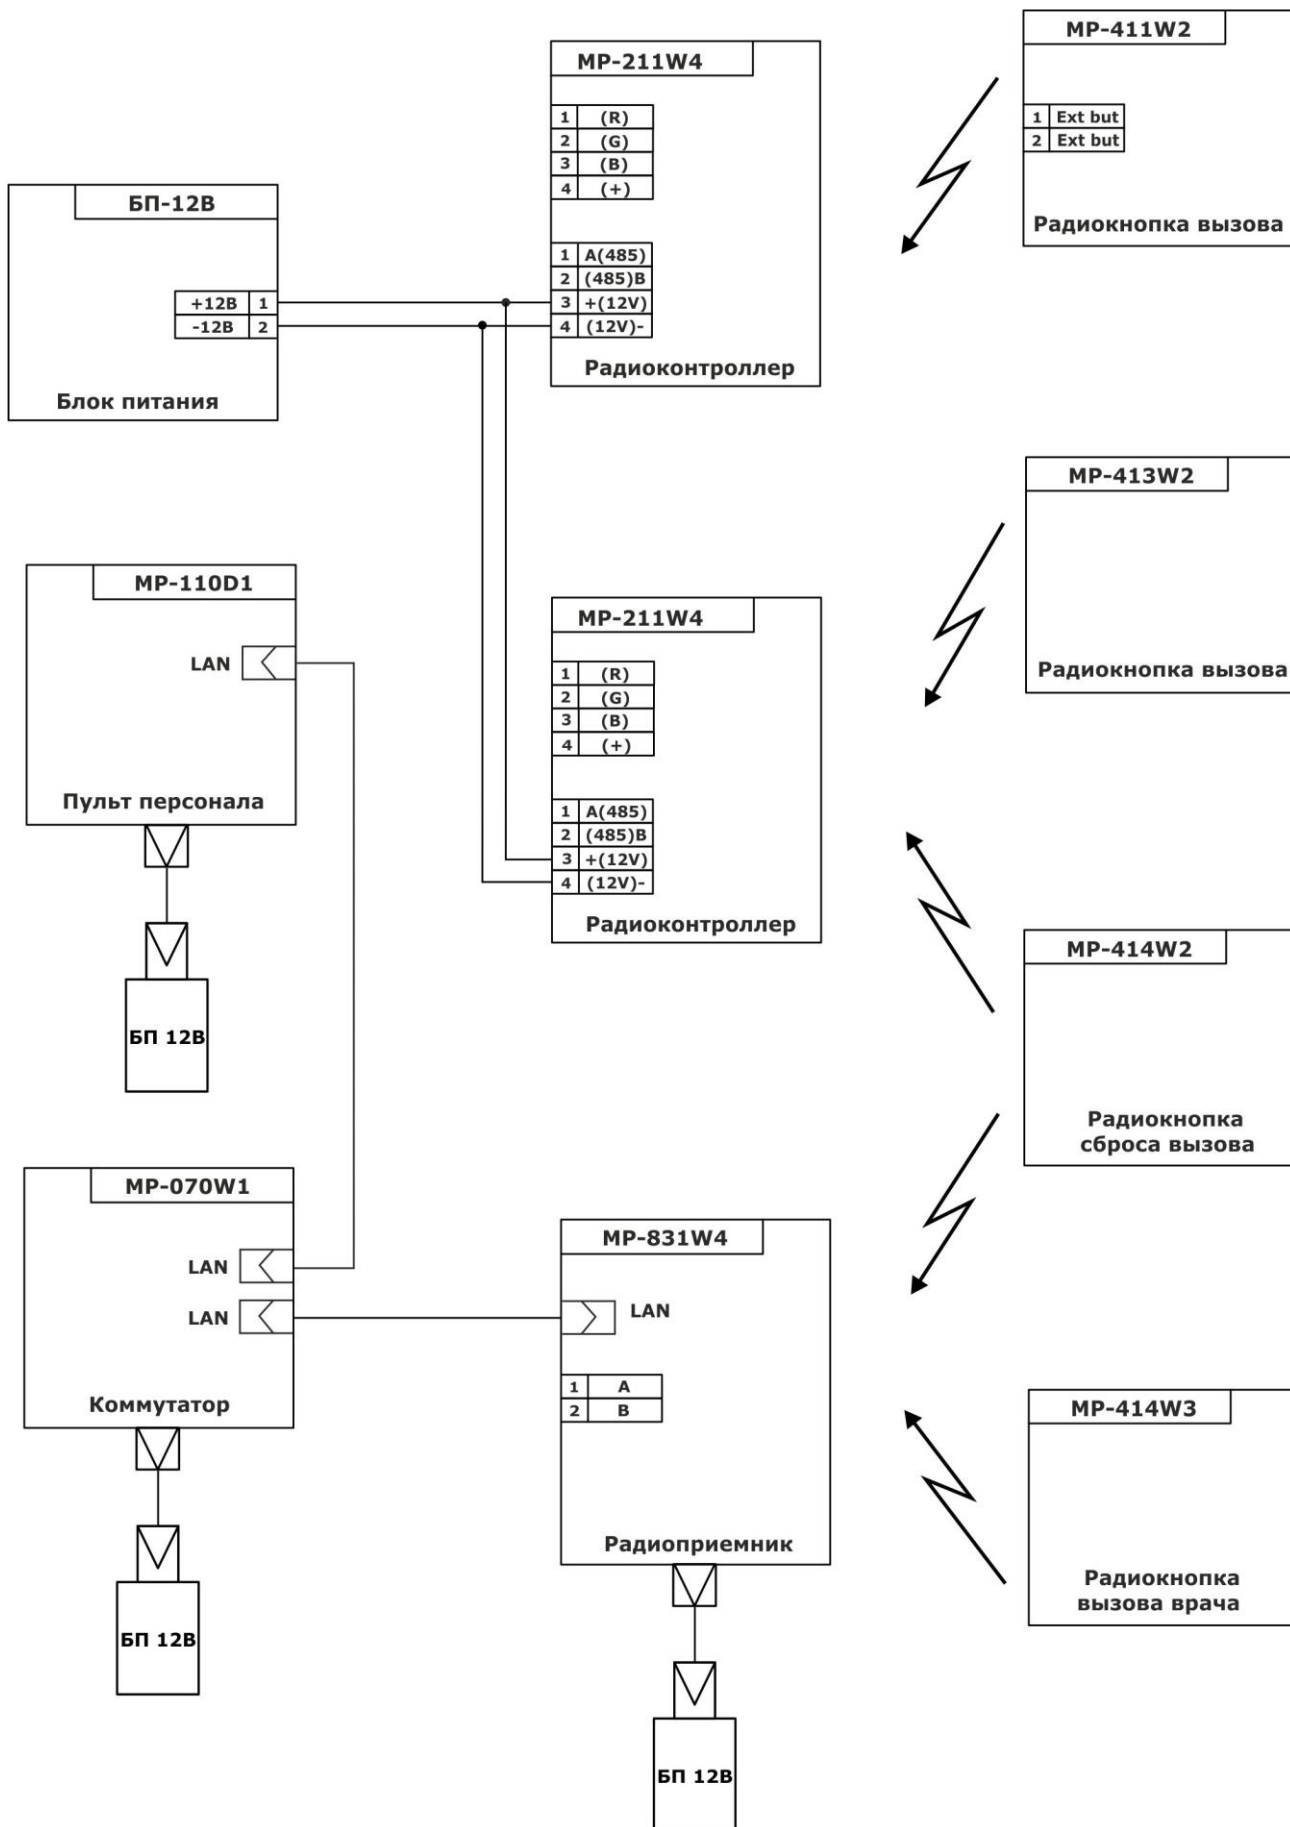 MP-211W4
1 (R)
2 (G)
3 (B)
4 (+)
1 A(485)
2 (485)B
3 +(12V)
4 (12V)-
Радиоконтроллер
MP-411W2
1 Ext but
2 Ext but
Радиокнопка вызова
БП-12В
+12В 1
-12В 2
Блок питания
MP-413W2
Радиокнопка вызова
MP-110D1
LAN
Пульт персонала
БП 12В
MP-211W4
1 (R)
2 (G)
3 (B)
4 (+)
1 A(485)
2 (485)B
3 +(12V)
4 (12V)-
Радиоконтроллер
MP-414W2
Радиокнопка
сброса вызова
MP-070W1
LAN
LAN
Коммутатор
БП 12В
MP-831W4
LAN
1 A
2 B
Радиоприемник
БП 12В
MP-414W3
Радиокнопка
вызова врача